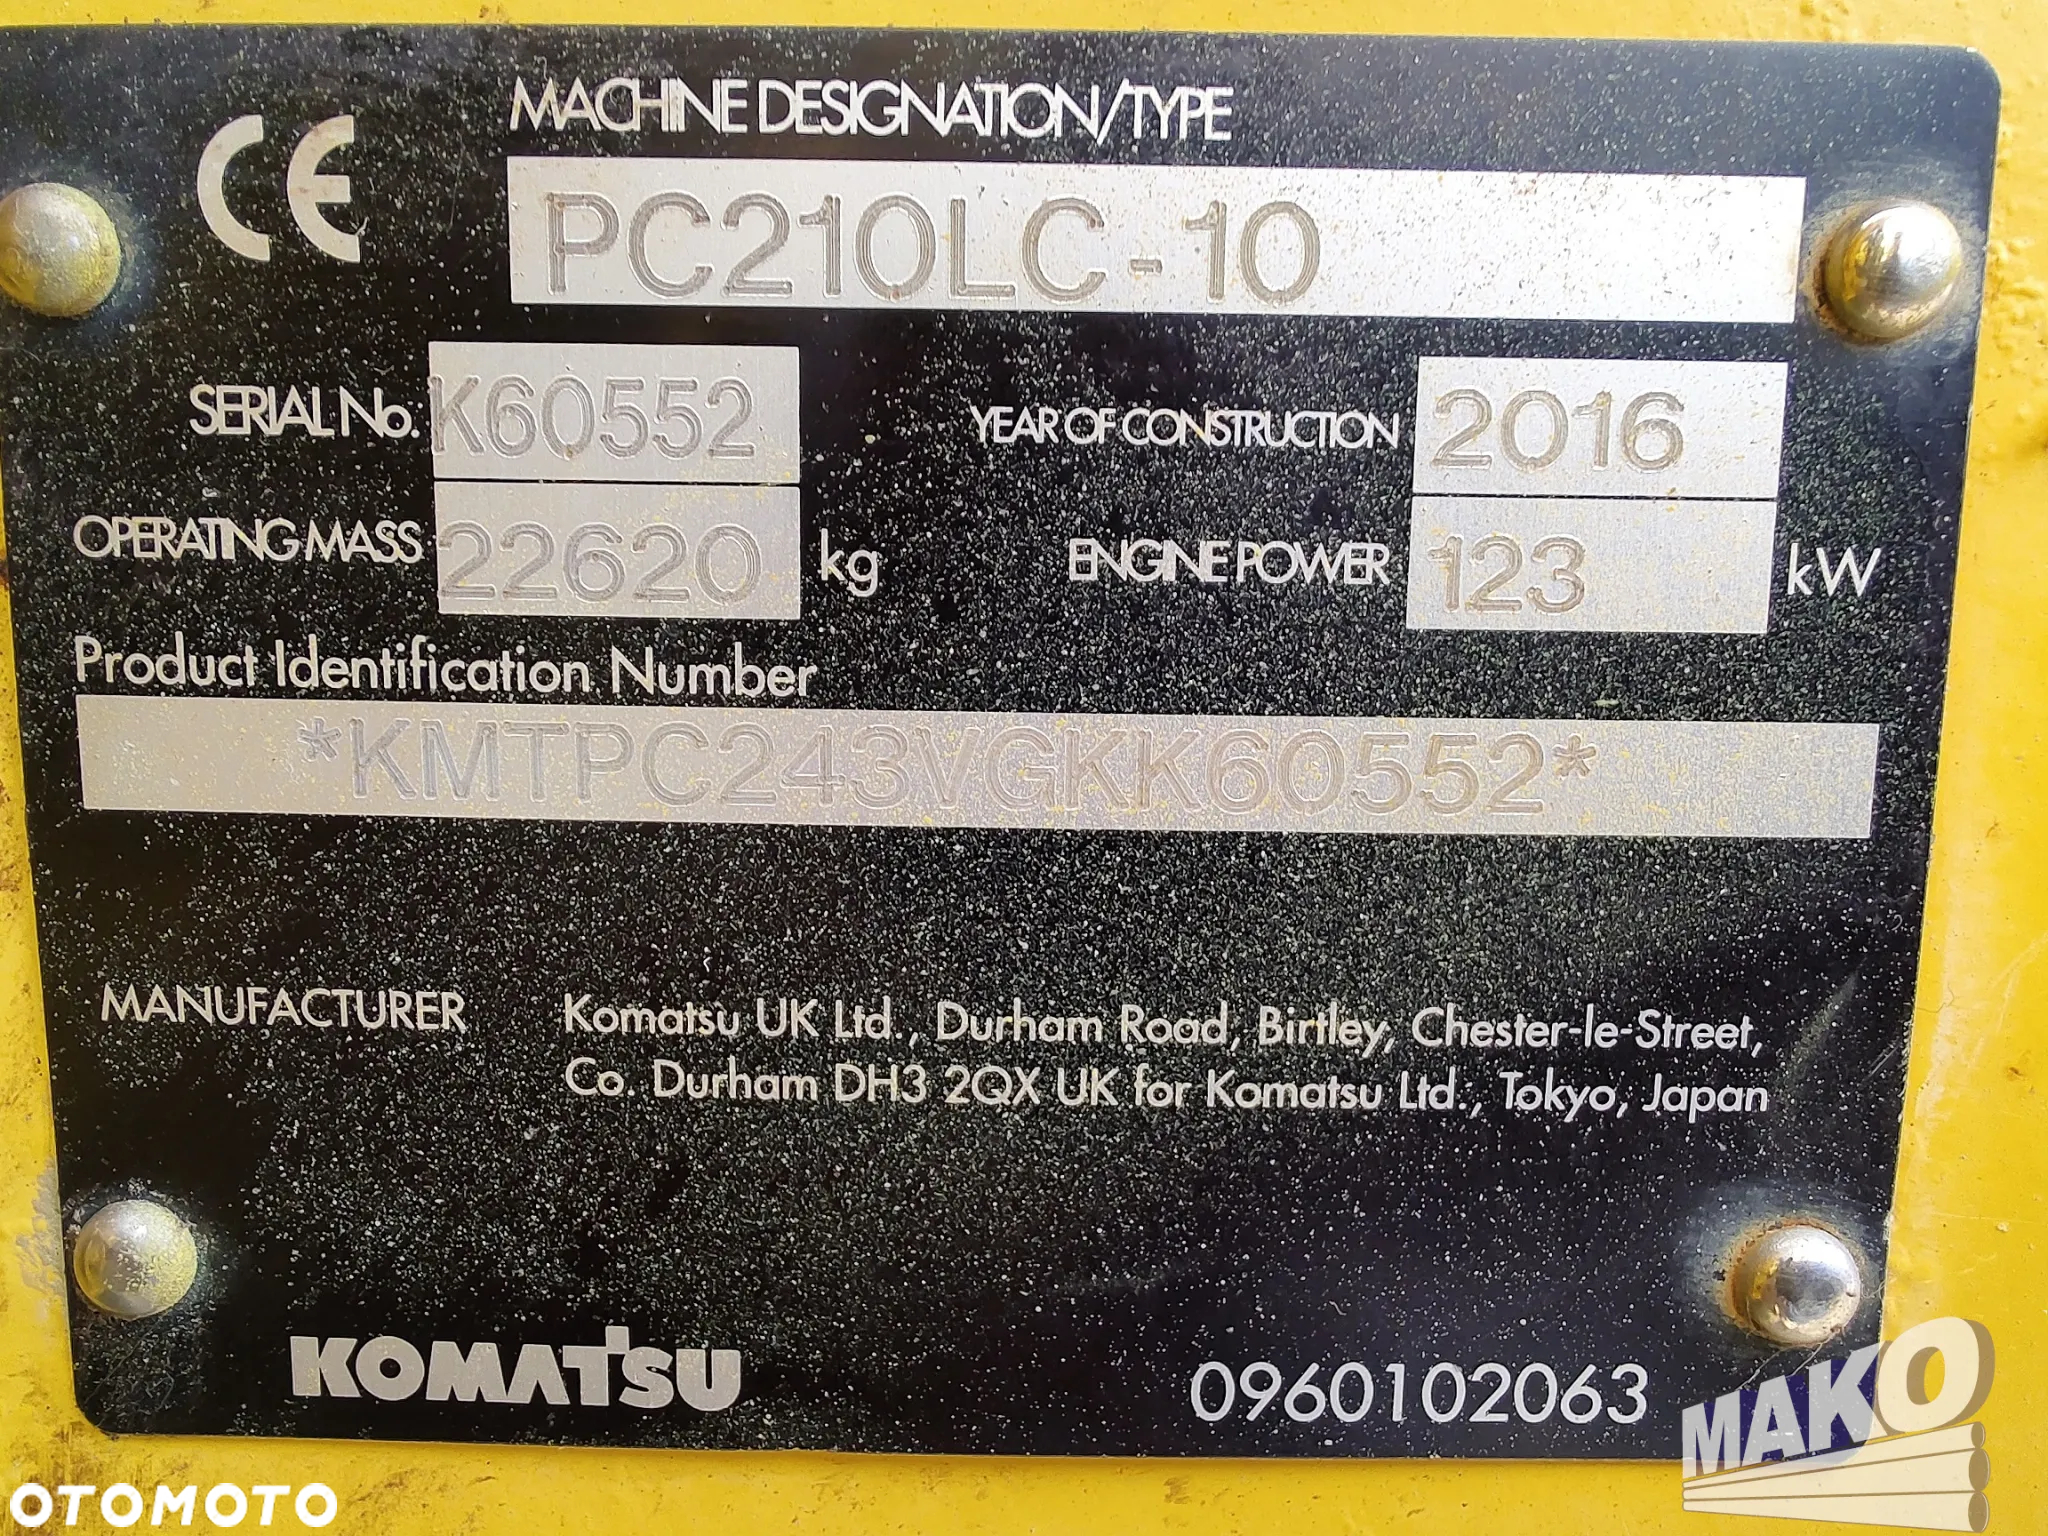 CE
MACHINE DESIGNATION/TYPE
PC210LC-10
SERIAL No. K60552
YEAR OF CONSTRUCTION 2016
OPERATING MASS 22620 kg
ENGINE POWER 123 kW
Product Identification Number
*KMTPC243VGKK60552*
MANUFACTURER Komatsu UK Ltd., Durham Road, Birtley, Chester-le-Street,
Co. Durham DH3 2QX UK for Komatsu Ltd., Tokyo, Japan
KOMATSU
0960102063
MAKO
OTOMOTO